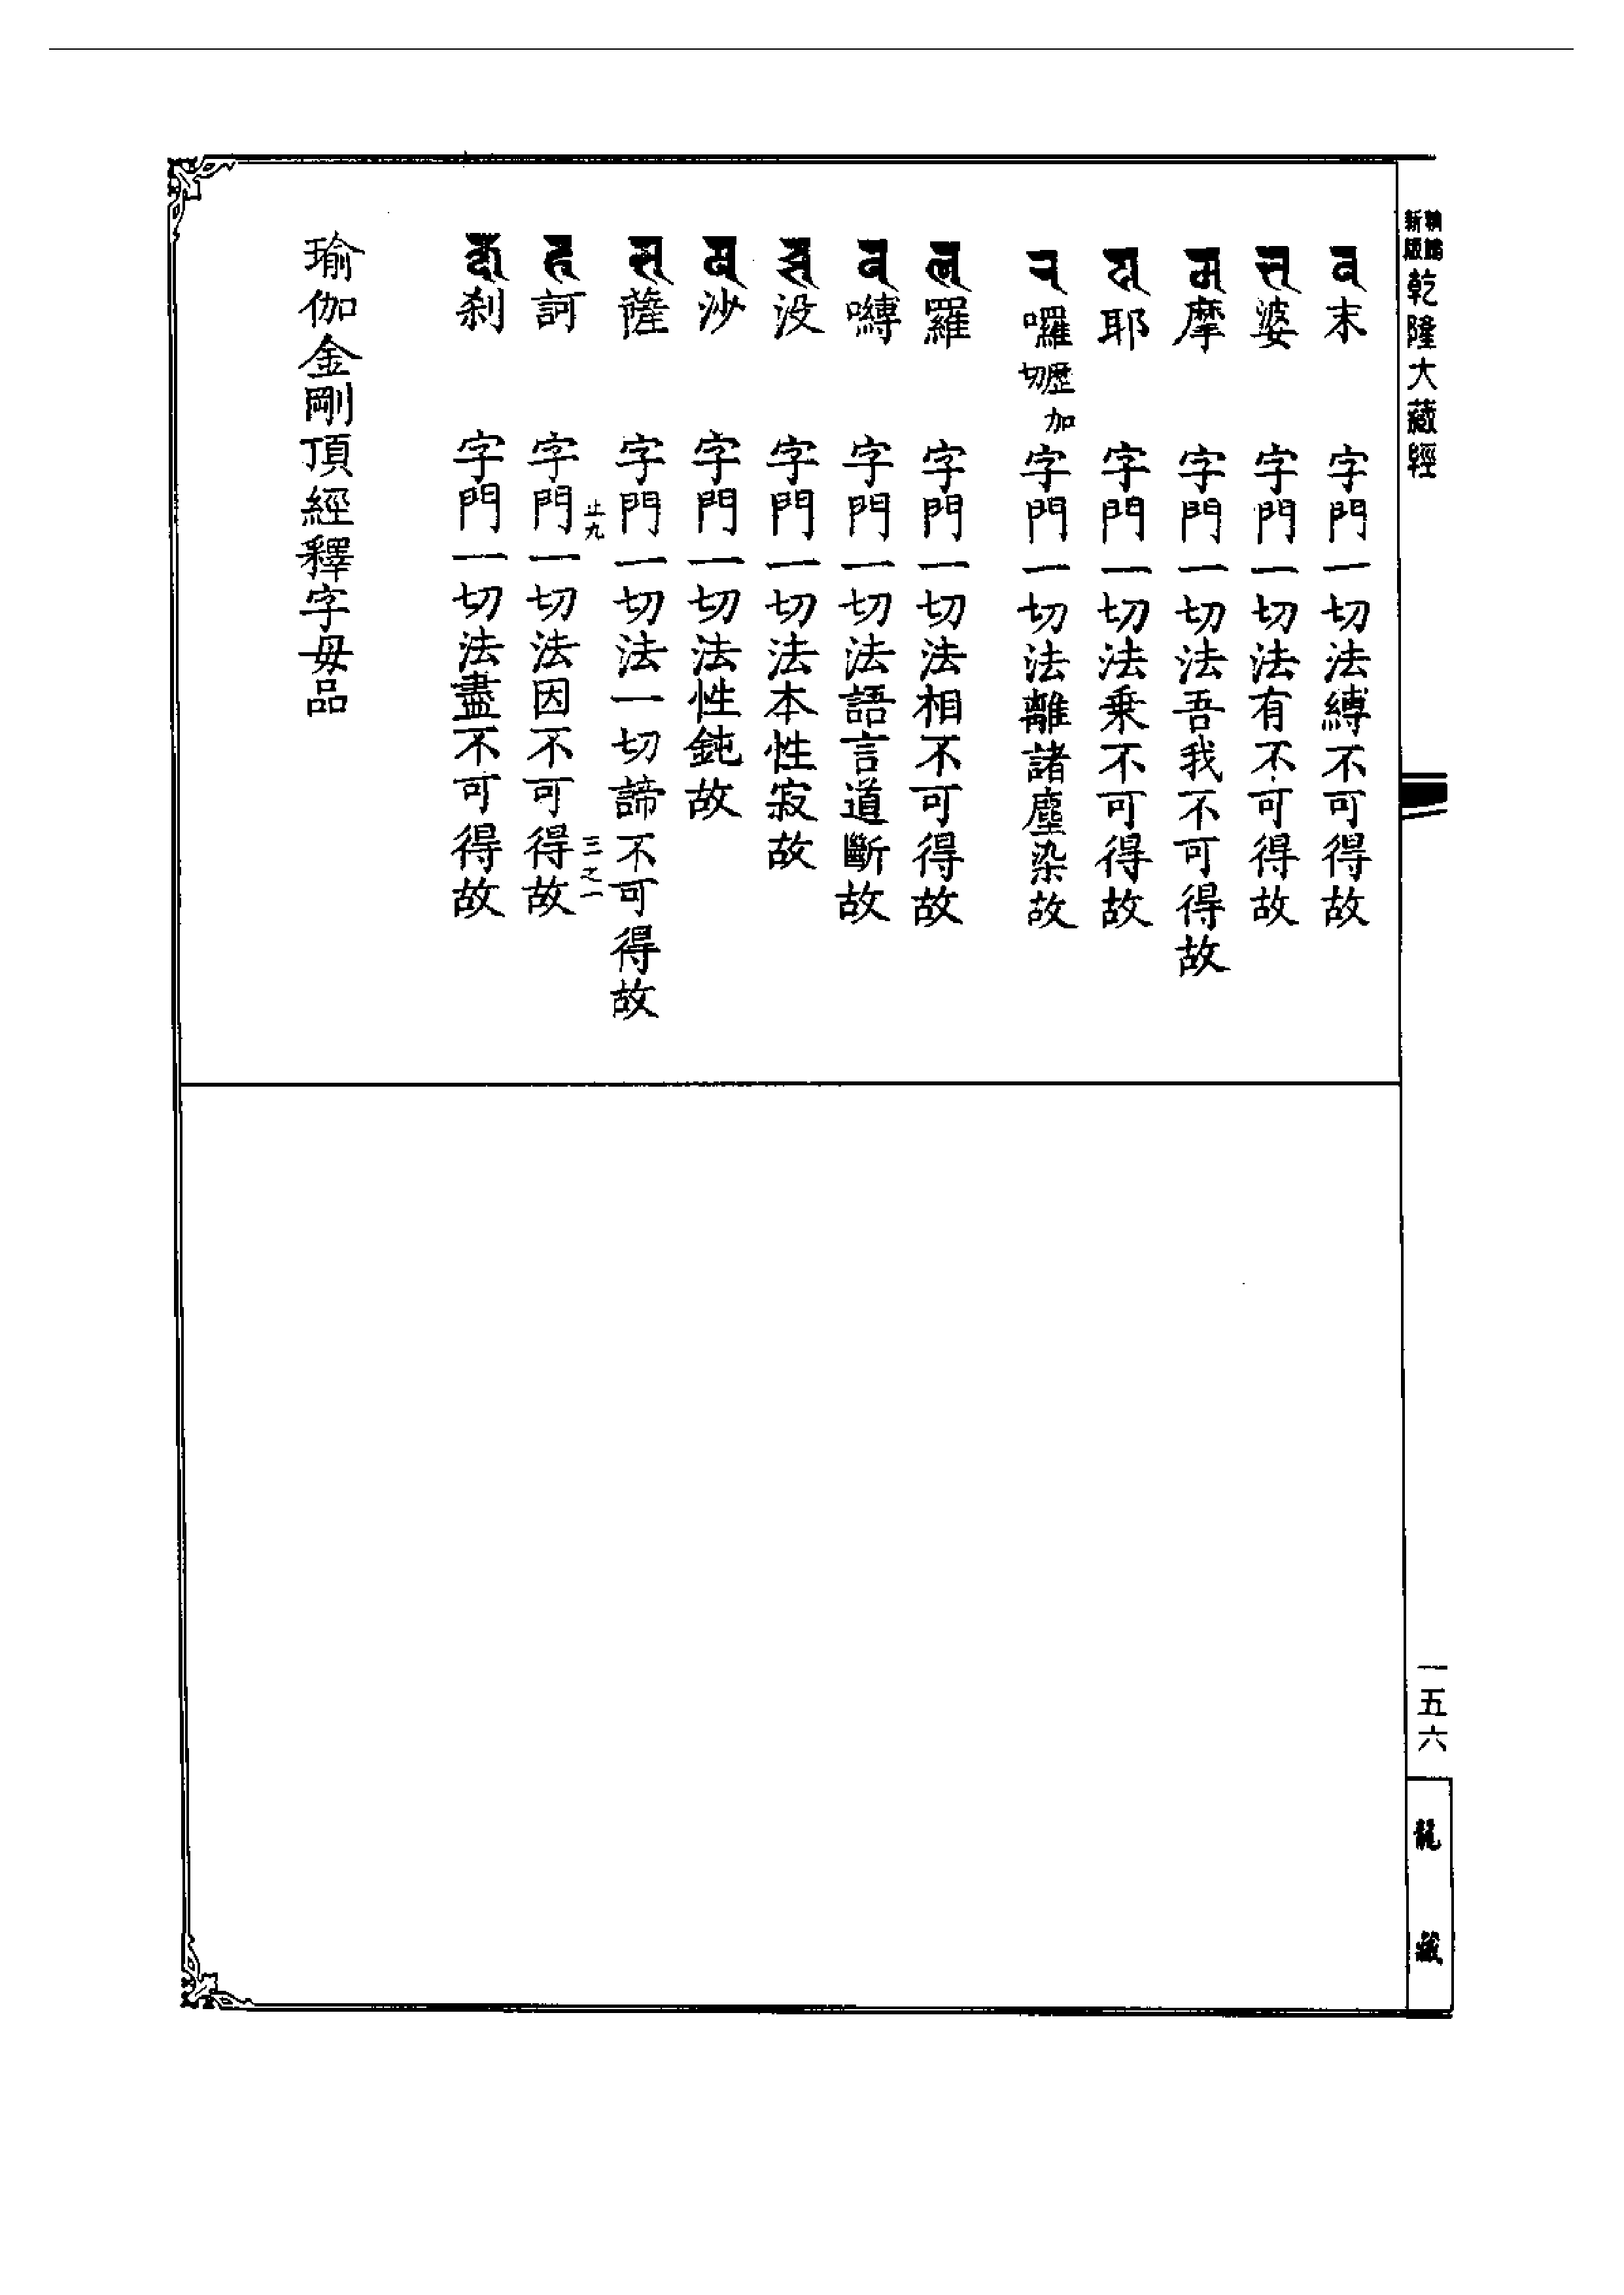 新版乾隆大藏經
末 字門一切法縛不可得故
婆 字門一切法有不可得故
摩 字門一切法吾我不可得故
耶 字門一切法乗不可得故
囉歷加切 字門一切法離諸塵染故
羅 字門一切法相不可得故
嚩 字門一切法語言道斷故
沒 字門一切法本性寂故
沙 字門一切法性鈍故
薩 字門一切法一切諦不可得故
止九 三之一
訶 字門一切法因不可得故
刹 字門一切法盡不可得故
瑜伽金剛頂經釋字毋品
一五六
龍藏